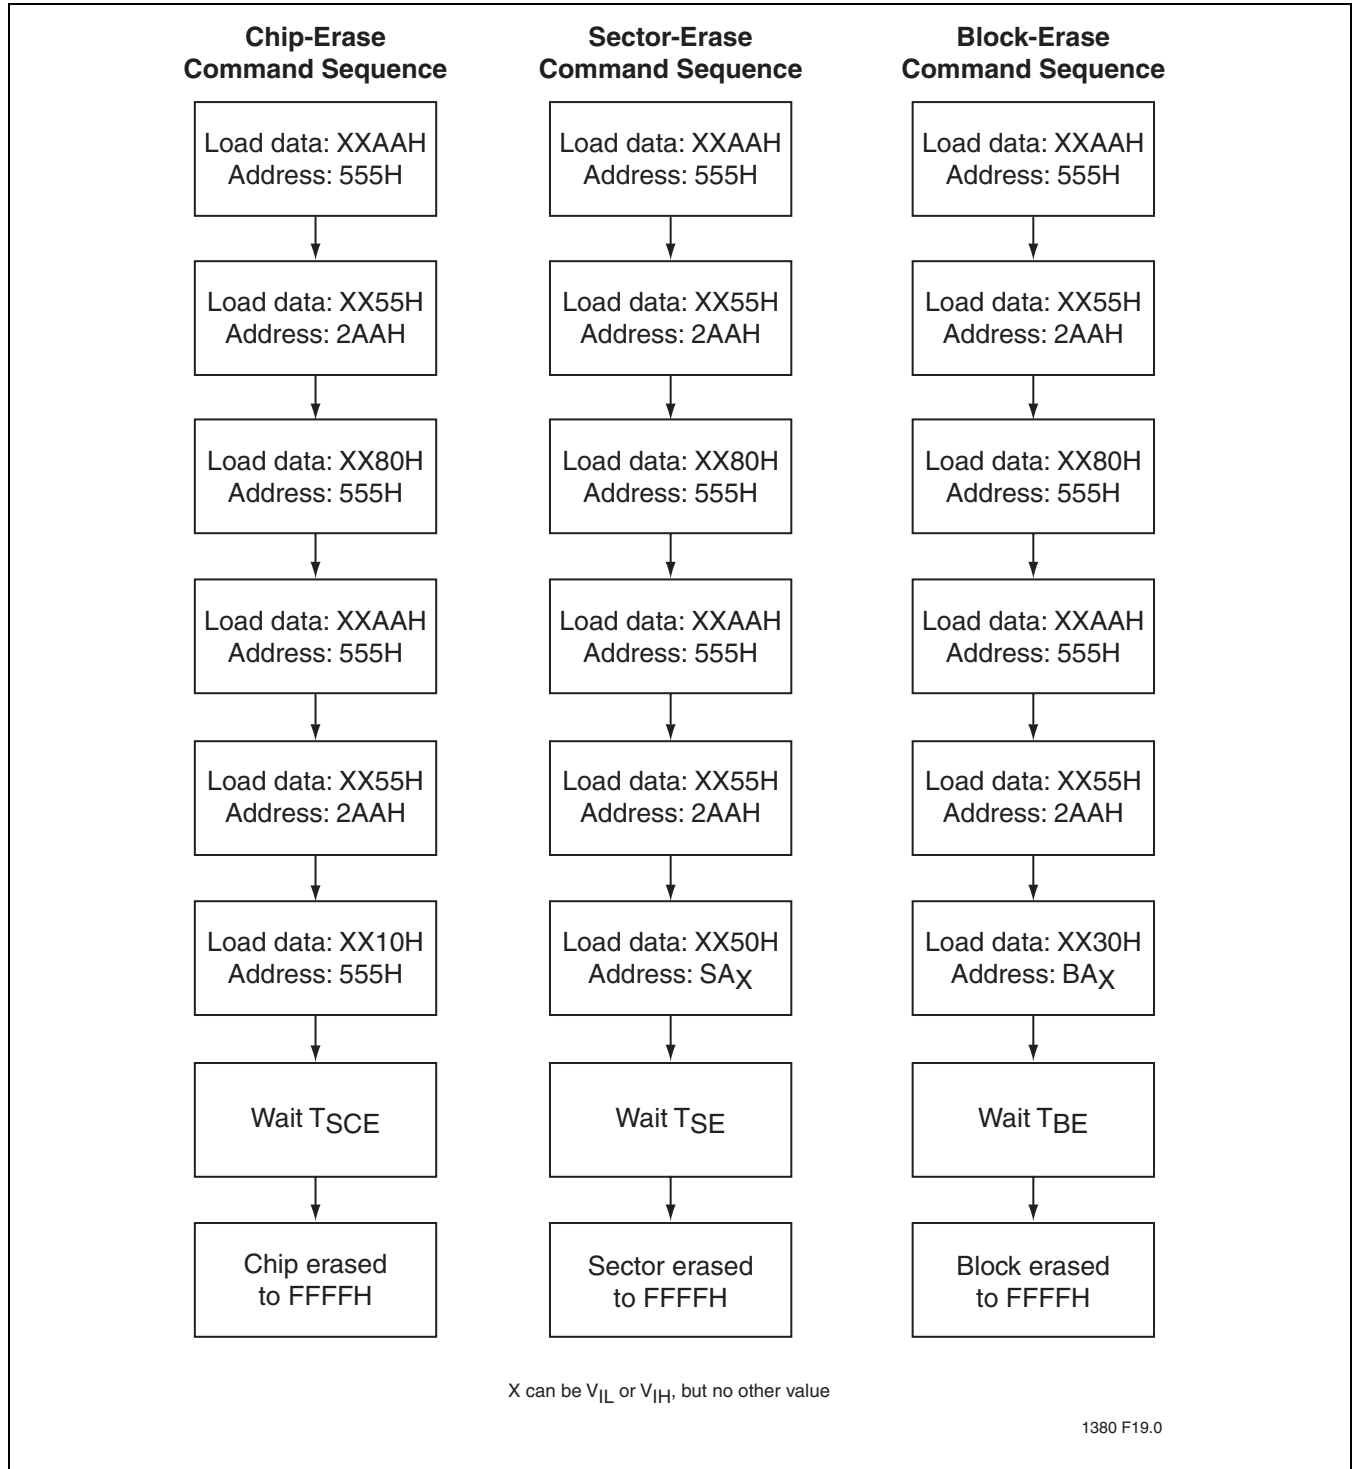 Chip-Erase
Command Sequence
Load data: XXAAH
Address: 555H
Load data: XX55H
Address: 2AAH
Load data: XX80H
Address: 555H
Load data: XXAAH
Address: 555H
Load data: XX55H
Address: 2AAH
Load data: XX10H
Address: 555H
Wait TSCE
Chip erased
to FFFFH
Sector-Erase
Command Sequence
Load data: XXAAH
Address: 555H
Load data: XX55H
Address: 2AAH
Load data: XX80H
Address: 555H
Load data: XXAAH
Address: 555H
Load data: XX55H
Address: 2AAH
Load data: XX50H
Address: SAX
Wait TSE
Sector erased
to FFFFH
Block-Erase
Command Sequence
Load data: XXAAH
Address: 555H
Load data: XX55H
Address: 2AAH
Load data: XX80H
Address: 555H
Load data: XXAAH
Address: 555H
Load data: XX55H
Address: 2AAH
Load data: XX30H
Address: BAX
Wait TBE
Block erased
to FFFFH
X can be VIL or VIH, but no other value
1380 F19.0